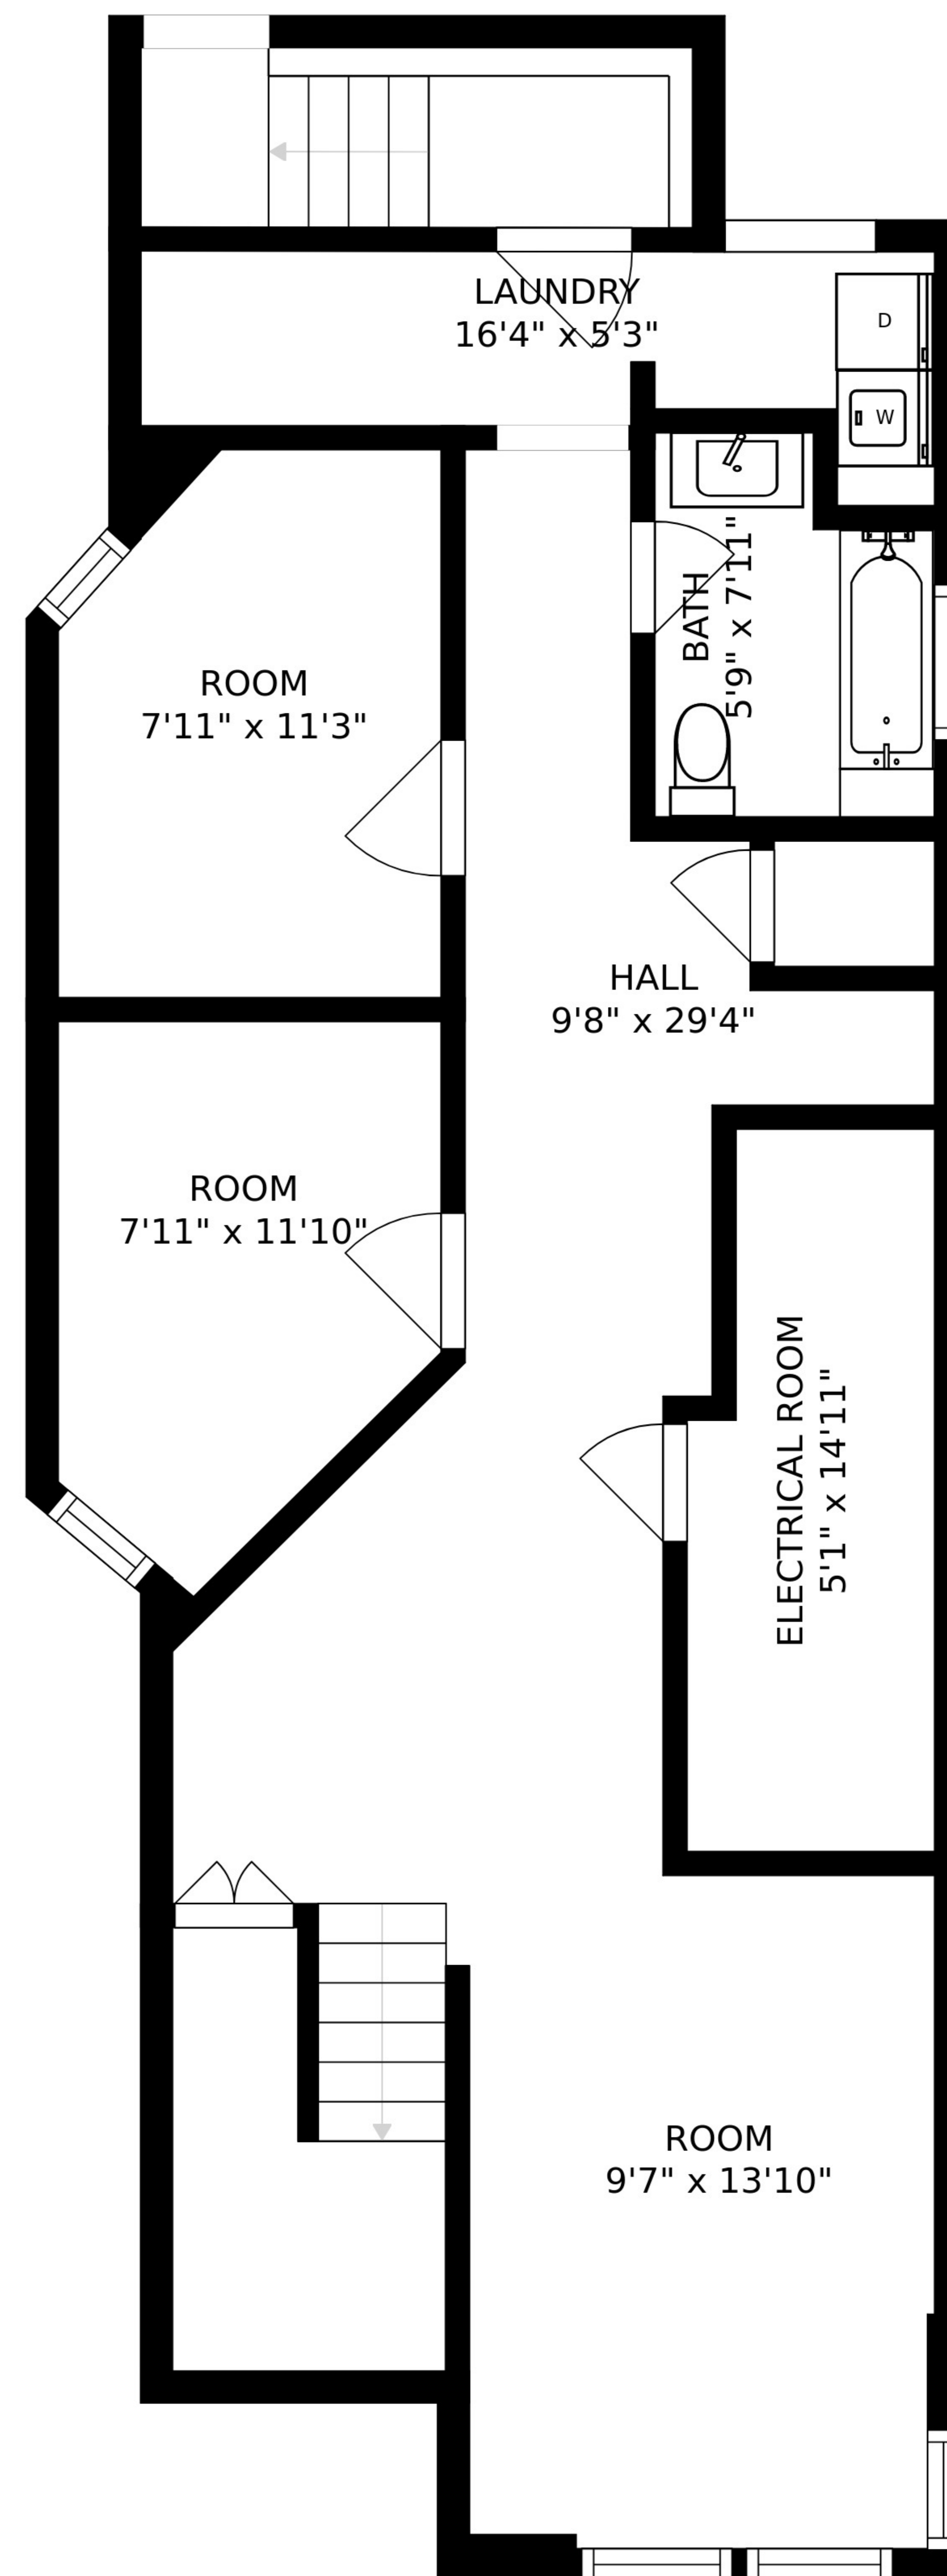 LAUNDRY
16'4" x 5'3"
D
W
BATH
5'9" x 7'11"
ROOM
7'11" x 11'3"
HALL
9'8" x 29'4"
ROOM
7'11" x 11'10"
ELECTRICAL ROOM
5'1" x 14'11"
ROOM
9'7" x 13'10"